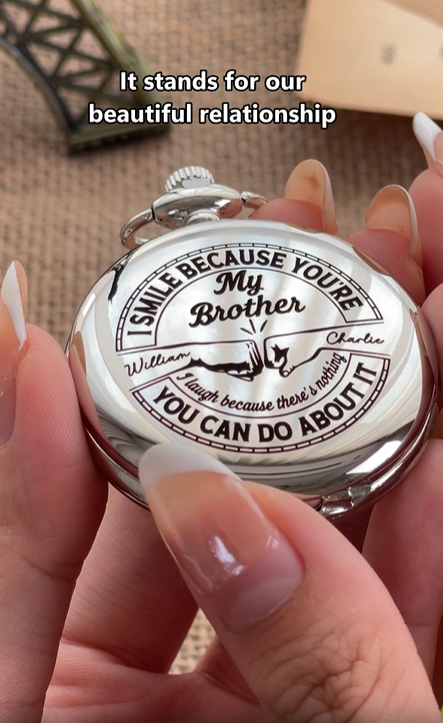 It stands for our
beautiful relationship
I SMILE BECAUSE YOU'RE
My
Brother
William
Charlie
I laugh because there's nothing
YOU CAN DO ABOUT IT